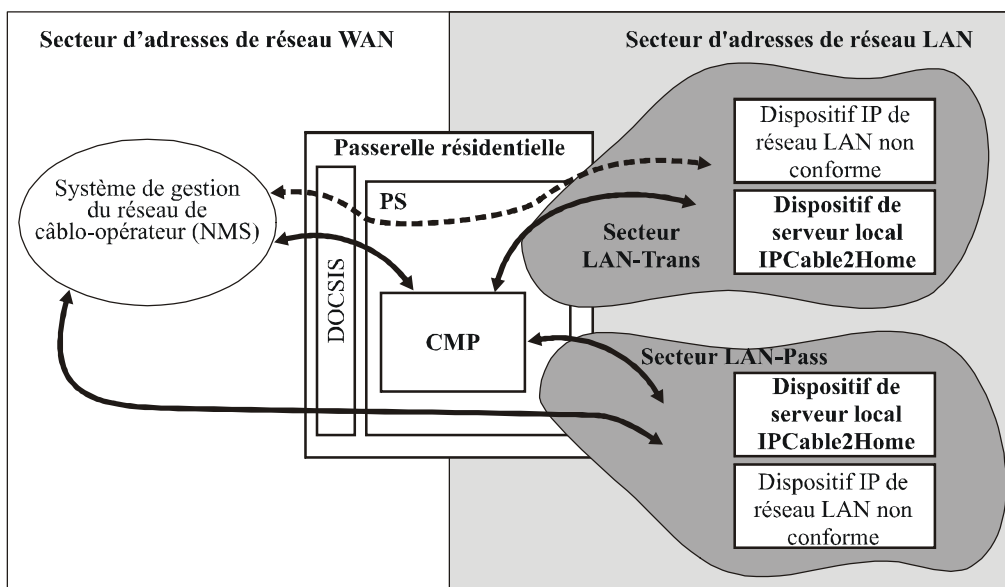 Secteur d’adresses de réseau WAN
Secteur d'adresses de réseau LAN
Passerelle résidentielle
Système de gestion
du réseau de
câblo-opérateur (NMS)
DOCSIS
PS
CMP
Secteur
LAN-Trans
Dispositif IP de
réseau LAN non
conforme
Dispositif de
serveur local
IPCable2Home
Secteur LAN-Pass
Dispositif de
serveur local
IPCable2Home
Dispositif IP de
réseau LAN non
conforme